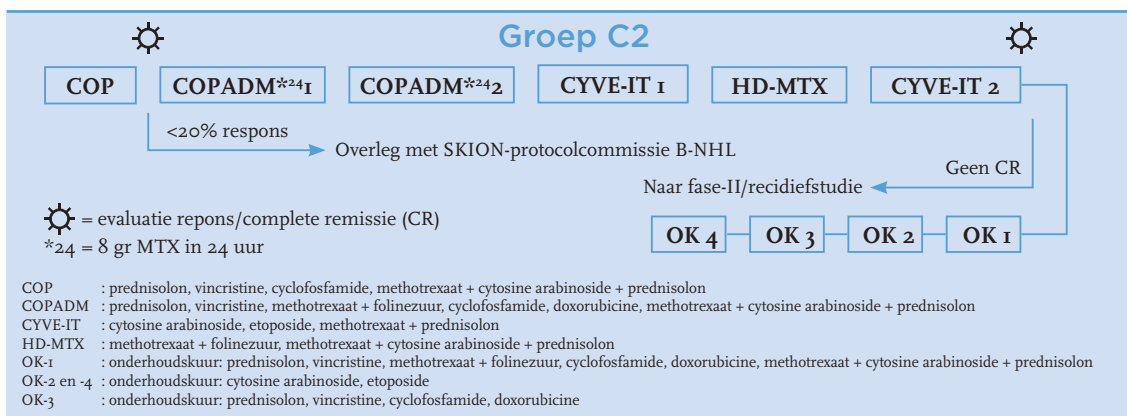 Groep C2
COP COPADM*²⁴1 COPADM*²⁴2 CYVE-IT 1 HD-MTX CYVE-IT 2
<20% respons
Overleg met SKION-protocolcommissie B-NHL
Geen CR
Naar fase-II/recidiefstudie
= evaluatie repons/complete remissie (CR)
*24 = 8 gr MTX in 24 uur
OK 4 OK 3 OK 2 OK 1
COP : prednisolon, vincristine, cyclofosfamide, methotrexaat + cytosine arabinoside + prednisolon
COPADM : prednisolon, vincristine, methotrexaat + folinezuur, cyclofosfamide, doxorubicine, methotrexaat + cytosine arabinoside + prednisolon
CYVE-IT : cytosine arabinoside, etoposide, methotrexaat + prednisolon
HD-MTX : methotrexaat + folinezuur, methotrexaat + cytosine arabinoside + prednisolon
OK-1 : onderhoudskuur: prednisolon, vincristine, methotrexaat + folinezuur, cyclofosfamide, doxorubicine, methotrexaat + cytosine arabinoside + prednisolon
OK-2 en -4 : onderhoudskuur: cytosine arabinoside, etoposide
OK-3 : onderhoudskuur: prednisolon, vincristine, cyclofosfamide, doxorubicine